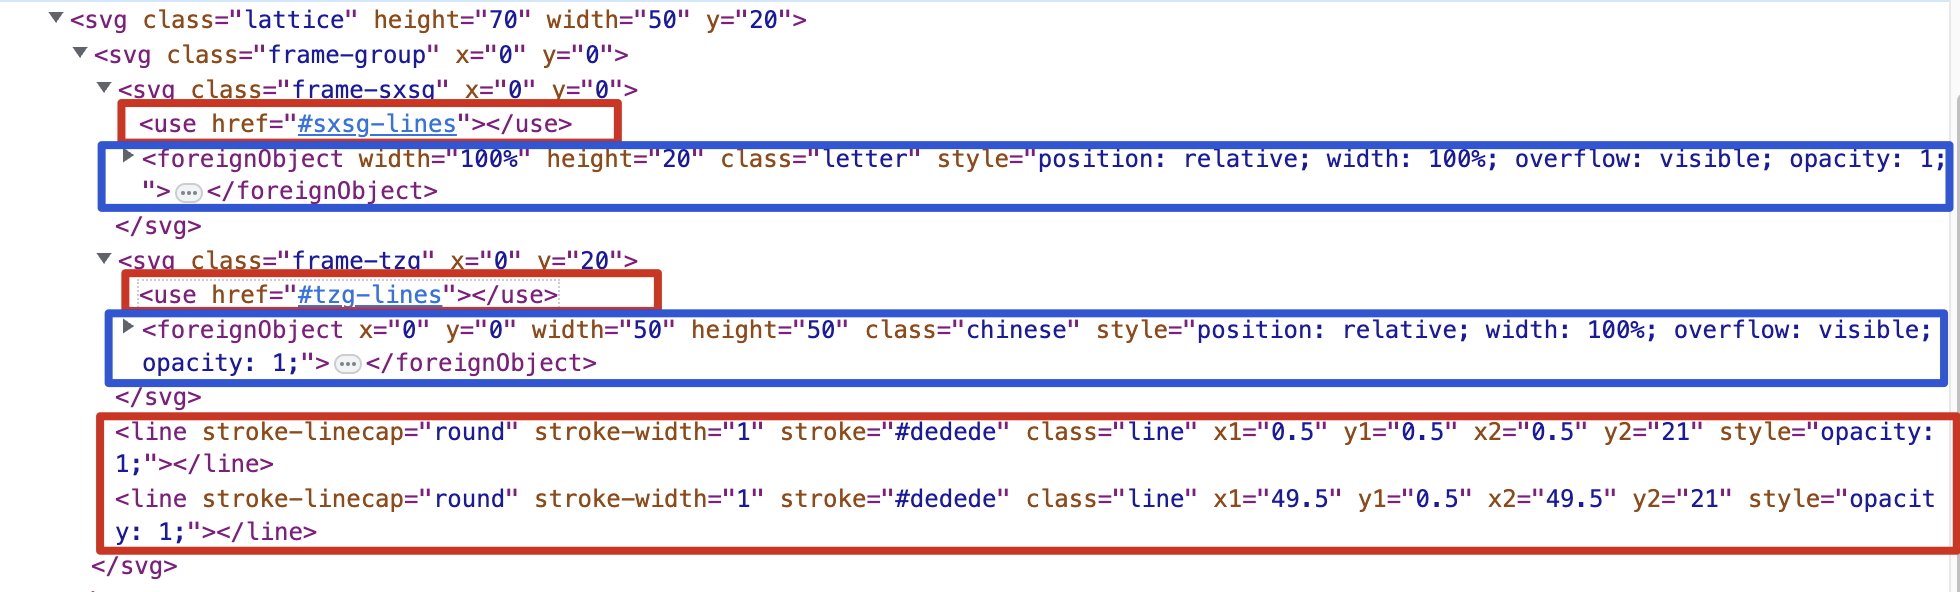 <svg class="lattice" height="70" width="50" y="20">
<svg class="frame-group" x="0" y="0">
<svg class="frame-sxsg" x="0" y="0">
<use href="#sxsg-lines"></use>
<foreignObject width="100%" height="20" class="letter" style="position: relative; width: 100%; overflow: visible; opacity: 1;
">…</foreignObject>
</svg>
<svg class="frame-tzg" x="0" y="20">
<use href="#tzg-lines"></use>
<foreignObject x="0" y="0" width="50" height="50" class="chinese" style="position: relative; width: 100%; overflow: visible;
opacity: 1;">…</foreignObject>
</svg>
<line stroke-linecap="round" stroke-width="1" stroke="#dedede" class="line" x1="0.5" y1="0.5" x2="0.5" y2="21" style="opacity:
1;"></line>
<line stroke-linecap="round" stroke-width="1" stroke="#dedede" class="line" x1="49.5" y1="0.5" x2="49.5" y2="21" style="opacit
y: 1;"></line>
</svg>